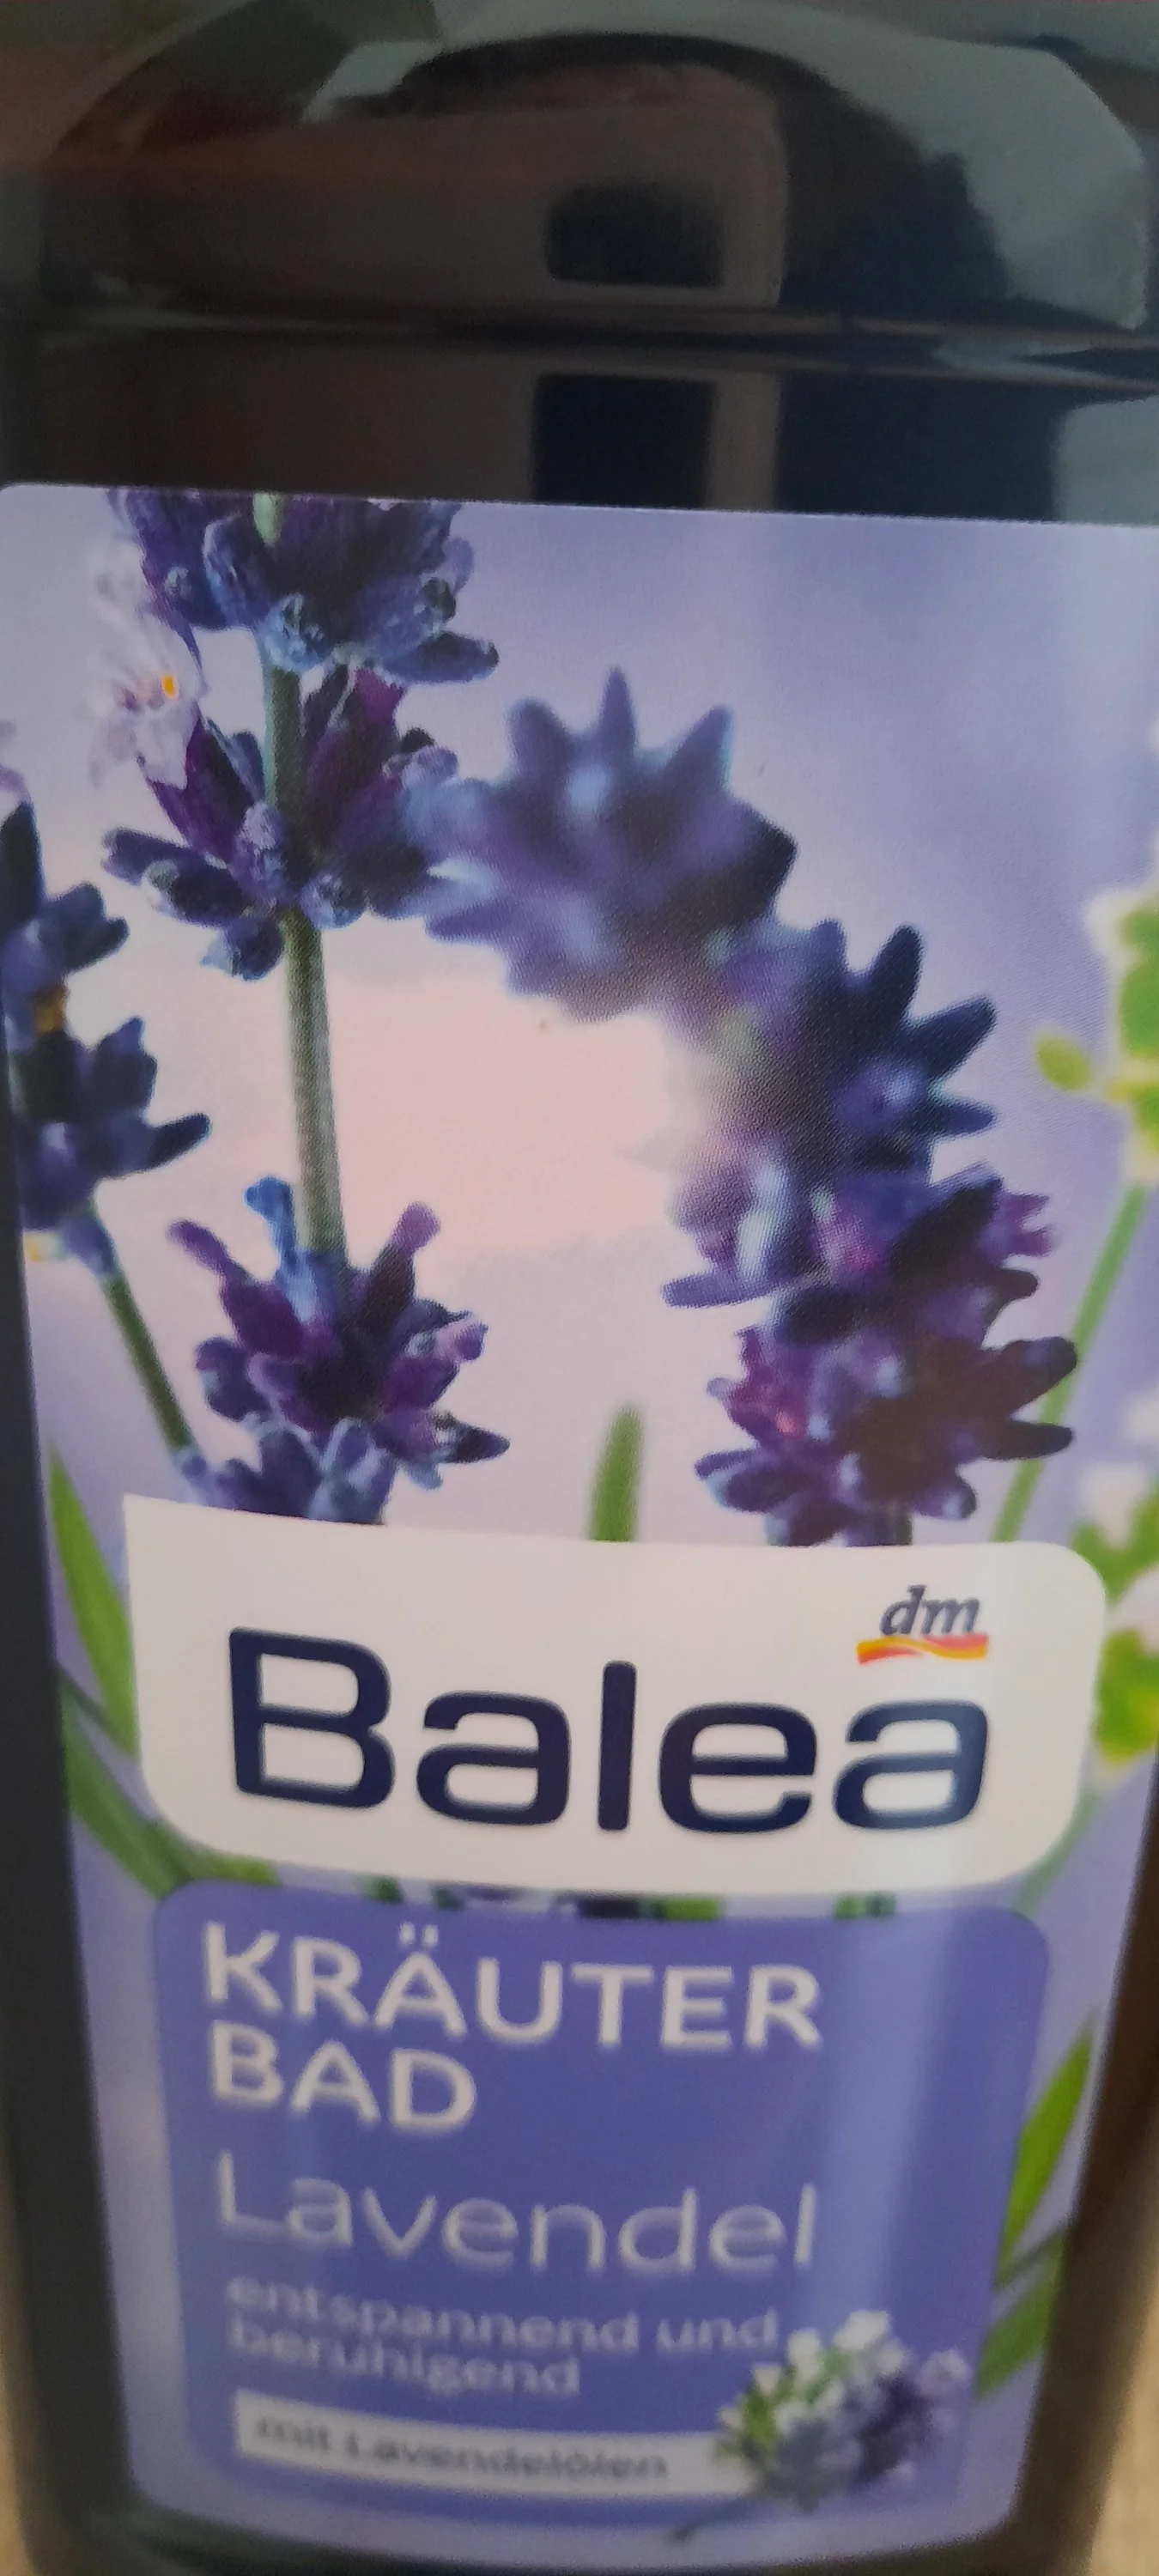 dm
Balea
KRÄUTER
BAD
Lavendel
entspannend und
beruhigend
mit Lavendelölen